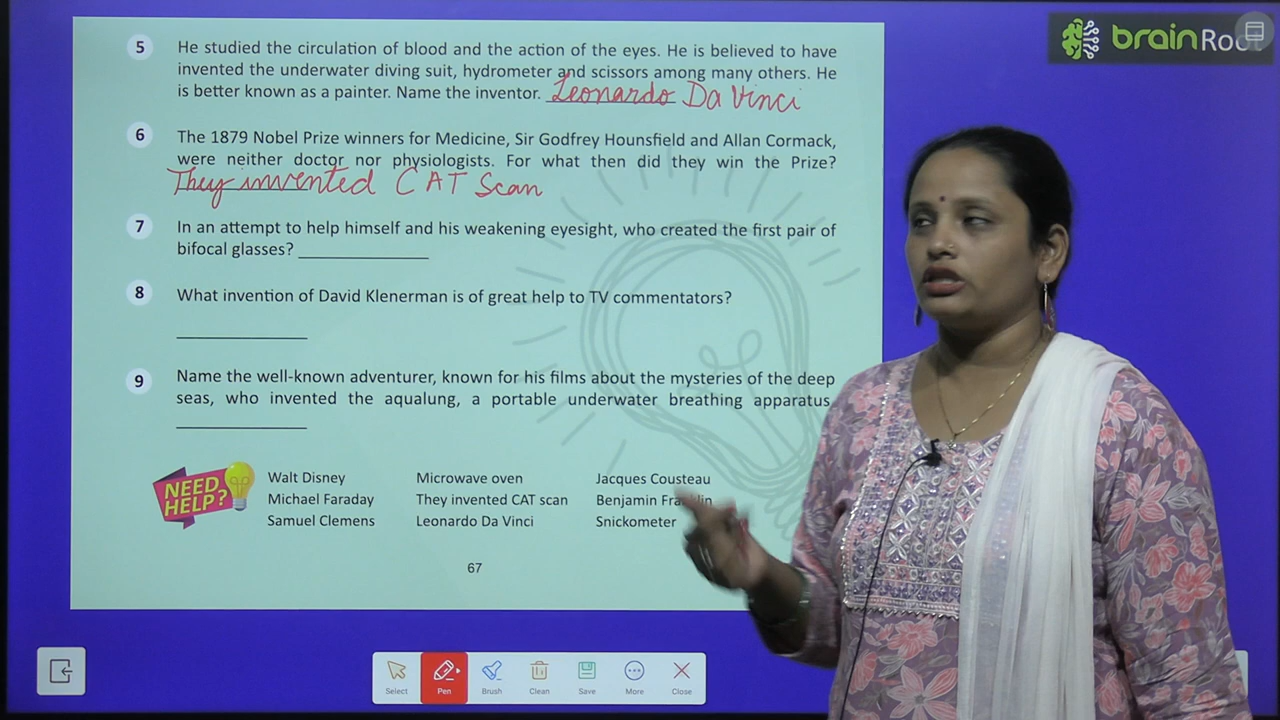 brainRoot
5 He studied the circulation of blood and the action of the eyes. He is believed to have
invented the underwater diving suit, hydrometer and scissors among many others. He
is better known as a painter. Name the inventor. Leonardo Da Vinci
6 The 1879 Nobel Prize winners for Medicine, Sir Godfrey Hounsfield and Allan Cormack,
were neither doctor nor physiologists. For what then did they win the Prize?
They invented CAT Scan
7 In an attempt to help himself and his weakening eyesight, who created the first pair of
bifocal glasses?
8 What invention of David Klenerman is of great help to TV commentators?
9 Name the well-known adventurer, known for his films about the mysteries of the deep
seas, who invented the aqualung, a portable underwater breathing apparatus
NEED HELP?
Walt Disney Microwave oven Jacques Cousteau
Michael Faraday They invented CAT scan Benjamin Franklin
Samuel Clemens Leonardo Da Vinci Snickometer
67
Select Pen Brush Clean Save More Close